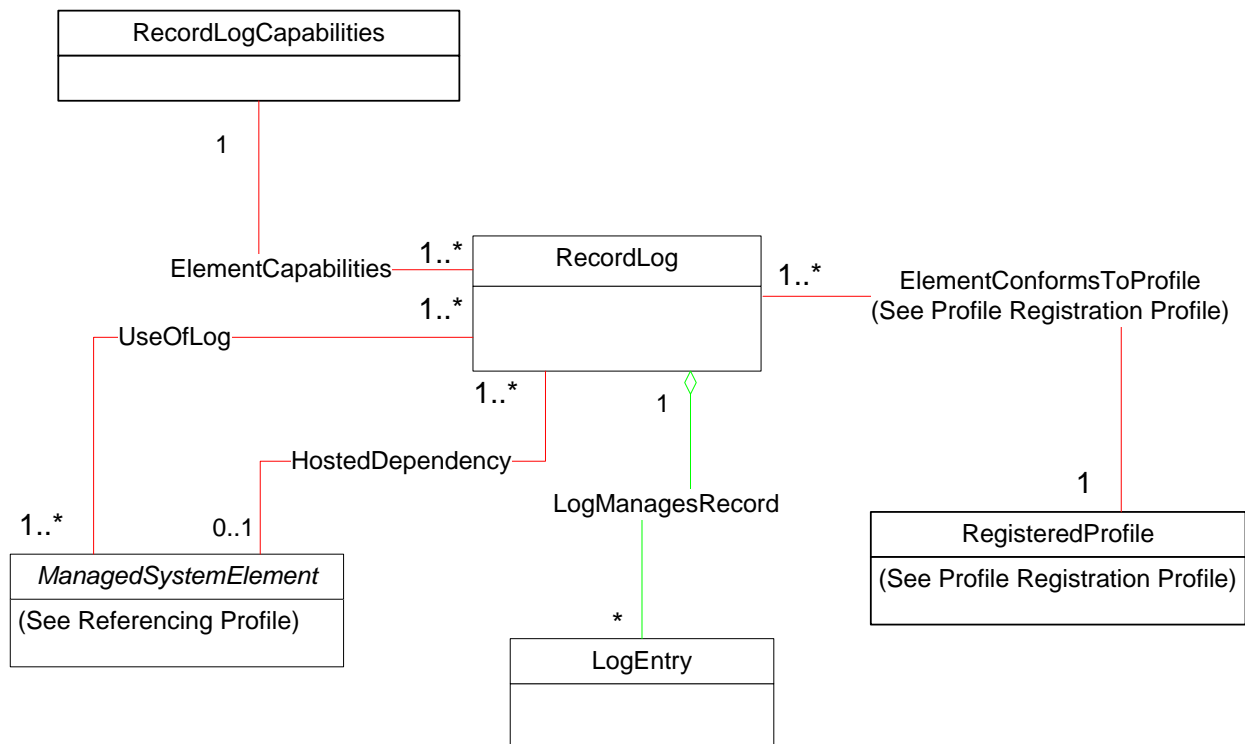 RecordLogCapabilities
1
ElementCapabilities
1..*
RecordLog
1..*
ElementConformsToProfile
(See Profile Registration Profile)
1..*
UseOfLog
1..*
1
HostedDependency
LogManagesRecord
1..*
0..1
1
ManagedSystemElement
(See Referencing Profile)
RegisteredProfile
(See Profile Registration Profile)
*
LogEntry